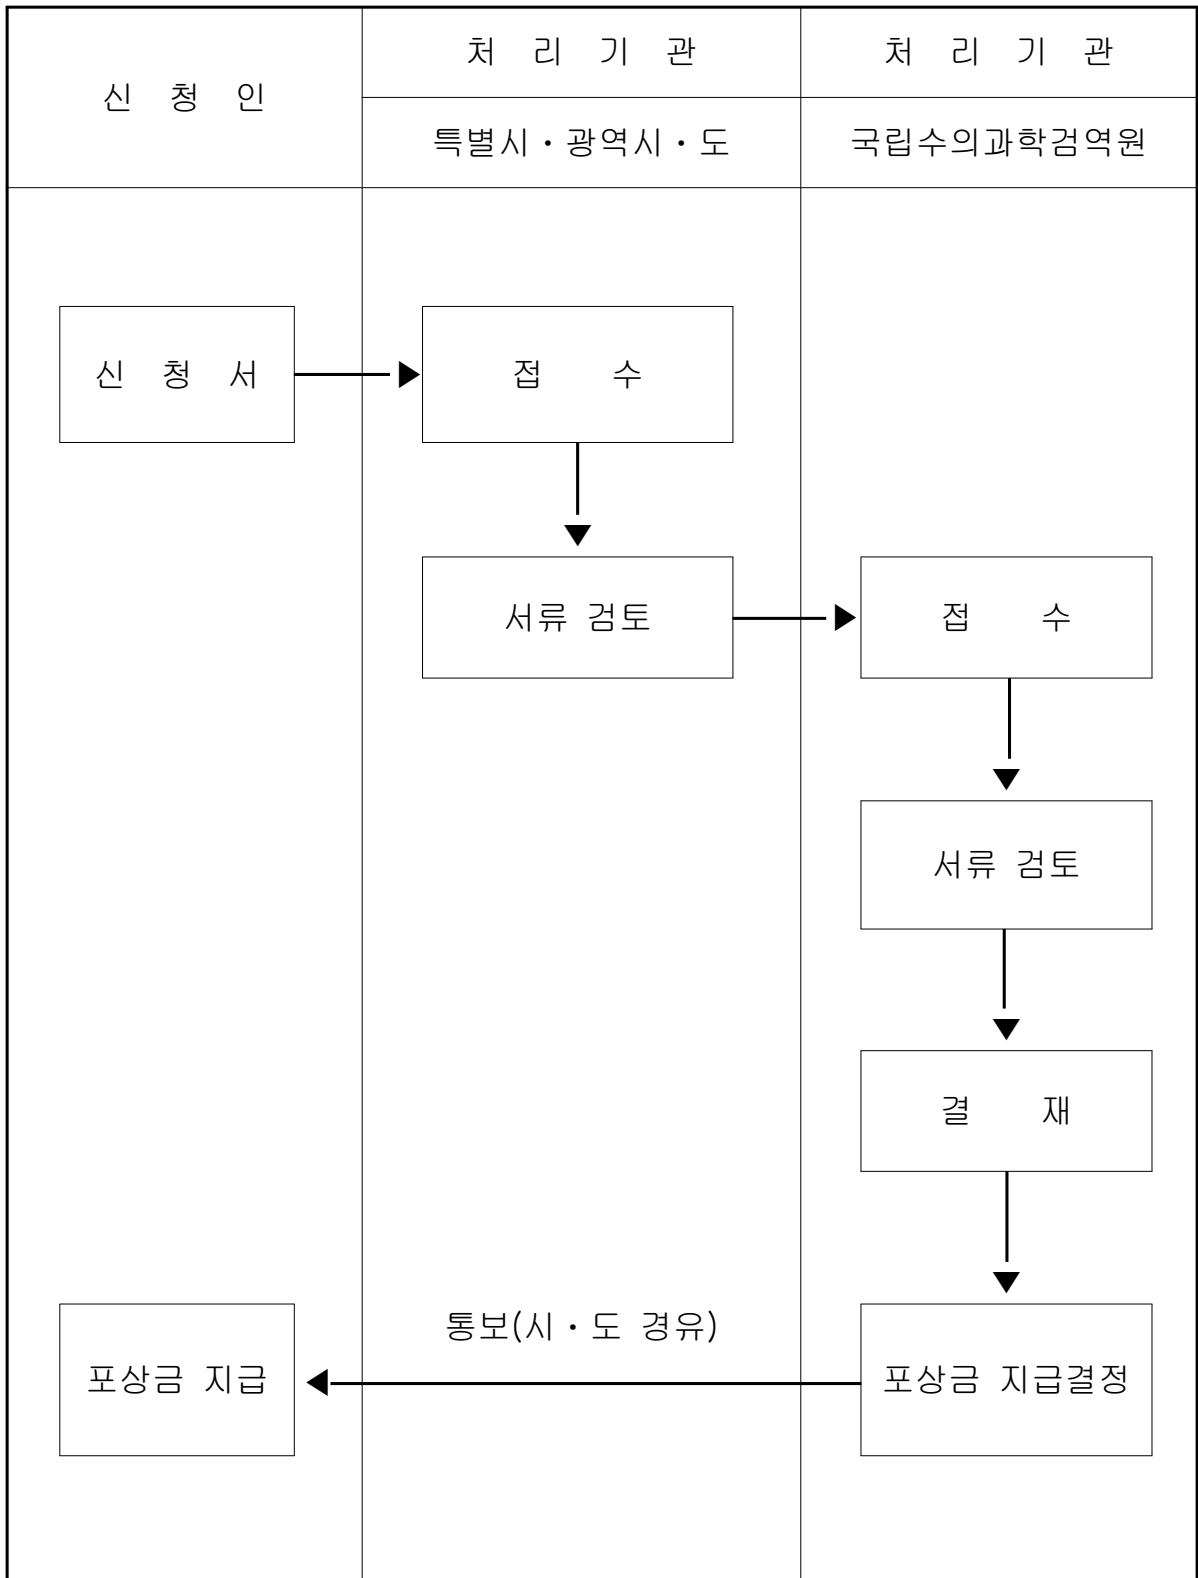 신 청 인
처 리 기 관
처 리 기 관
특별시·광역시·도
국립수의과학검역원
신 청 서
접 수
서류 검토
접 수
서류 검토
결 재
통보(시·도 경유)
포상금 지급
포상금 지급결정